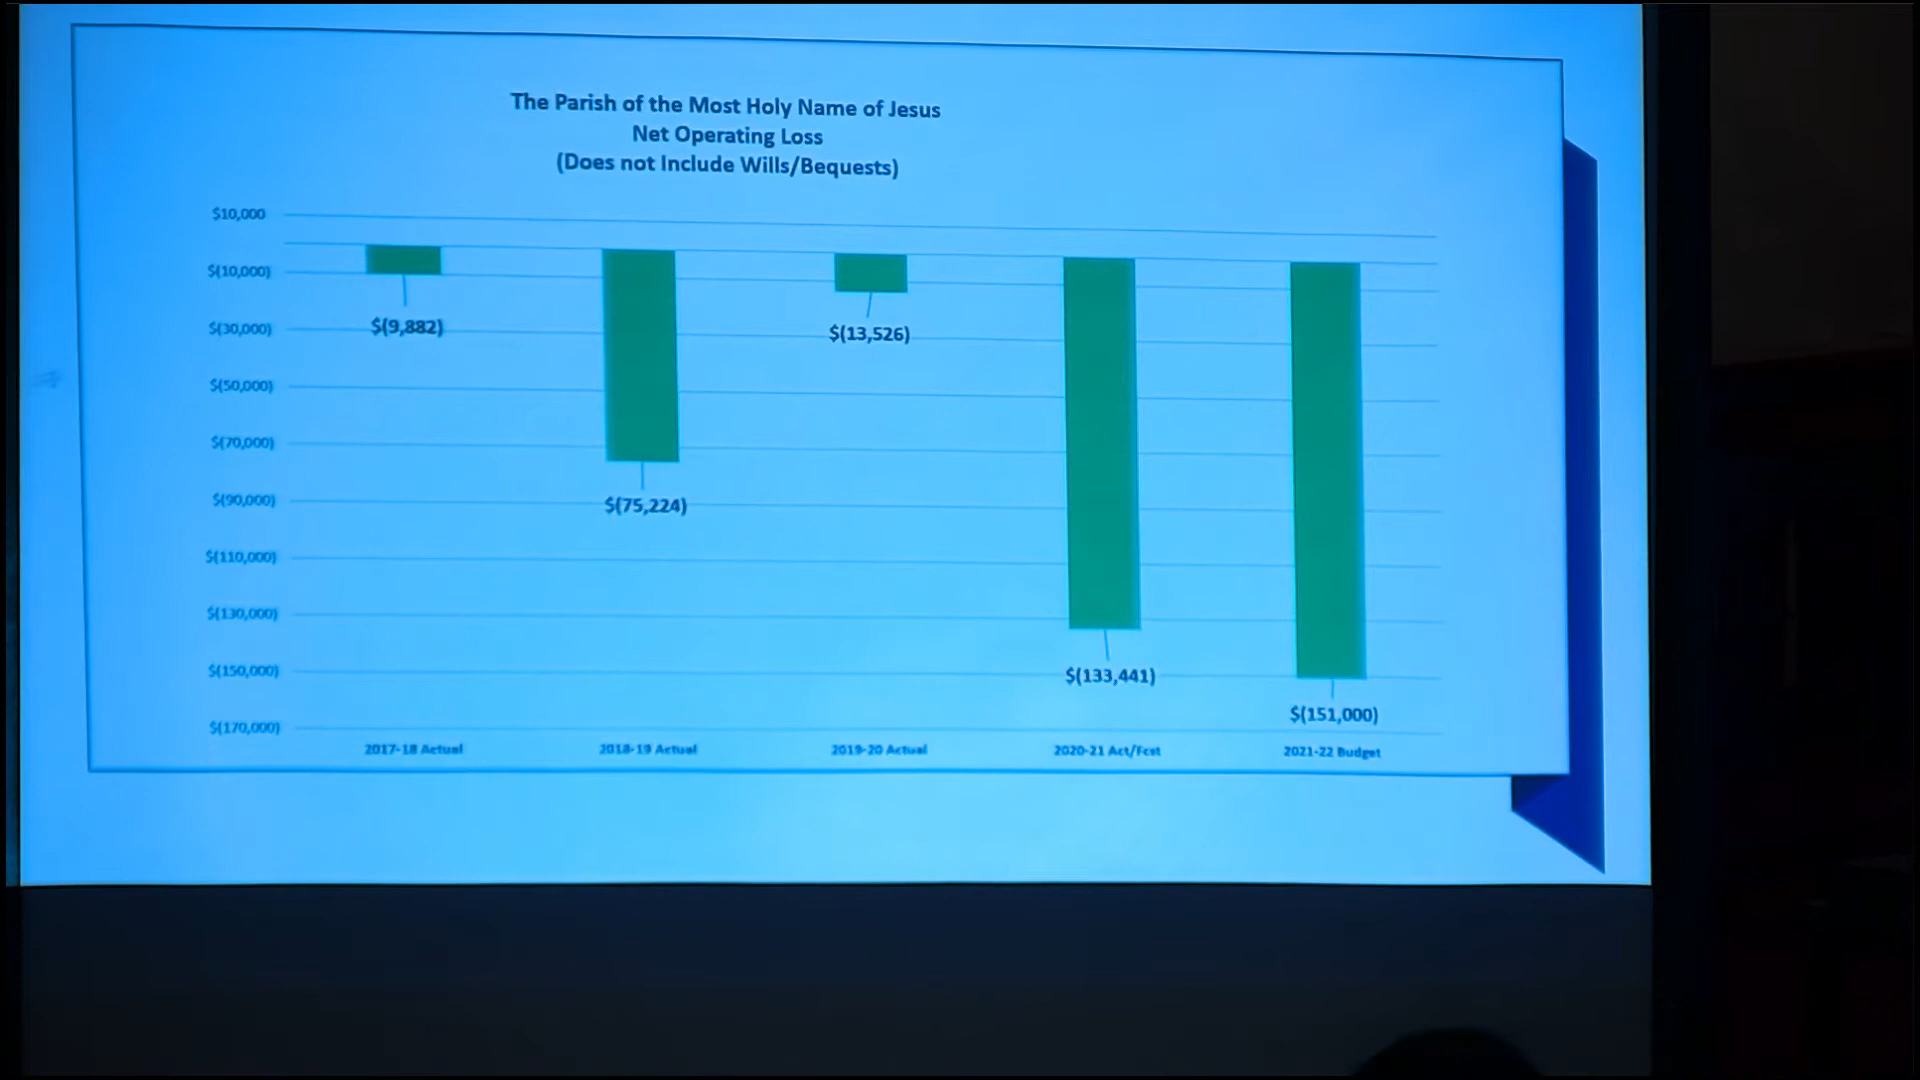 The Parish of the Most Holy Name of Jesus
Net Operating Loss
(Does not Include Wills/Bequests)
$10,000
$(10,000)
$(30,000)
$(50,000)
$(70,000)
$(90,000)
$(110,000)
$(130,000)
$(150,000)
$(170,000)
$(9,882)
$(75,224)
$(13,526)
$(133,441)
$(151,000)
2017-18 Actual
2018-19 Actual
2019-20 Actual
2020-21 Act/Fcst
2021-22 Budget